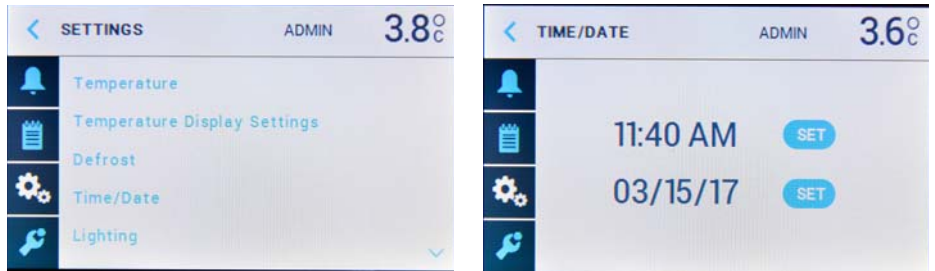 SETTINGS ADMIN 3.8°C
Temperature
Temperature Display Settings
Defrost
Time/Date
Lighting
TIME/DATE ADMIN 3.6°C
11:40 AM SET
03/15/17 SET